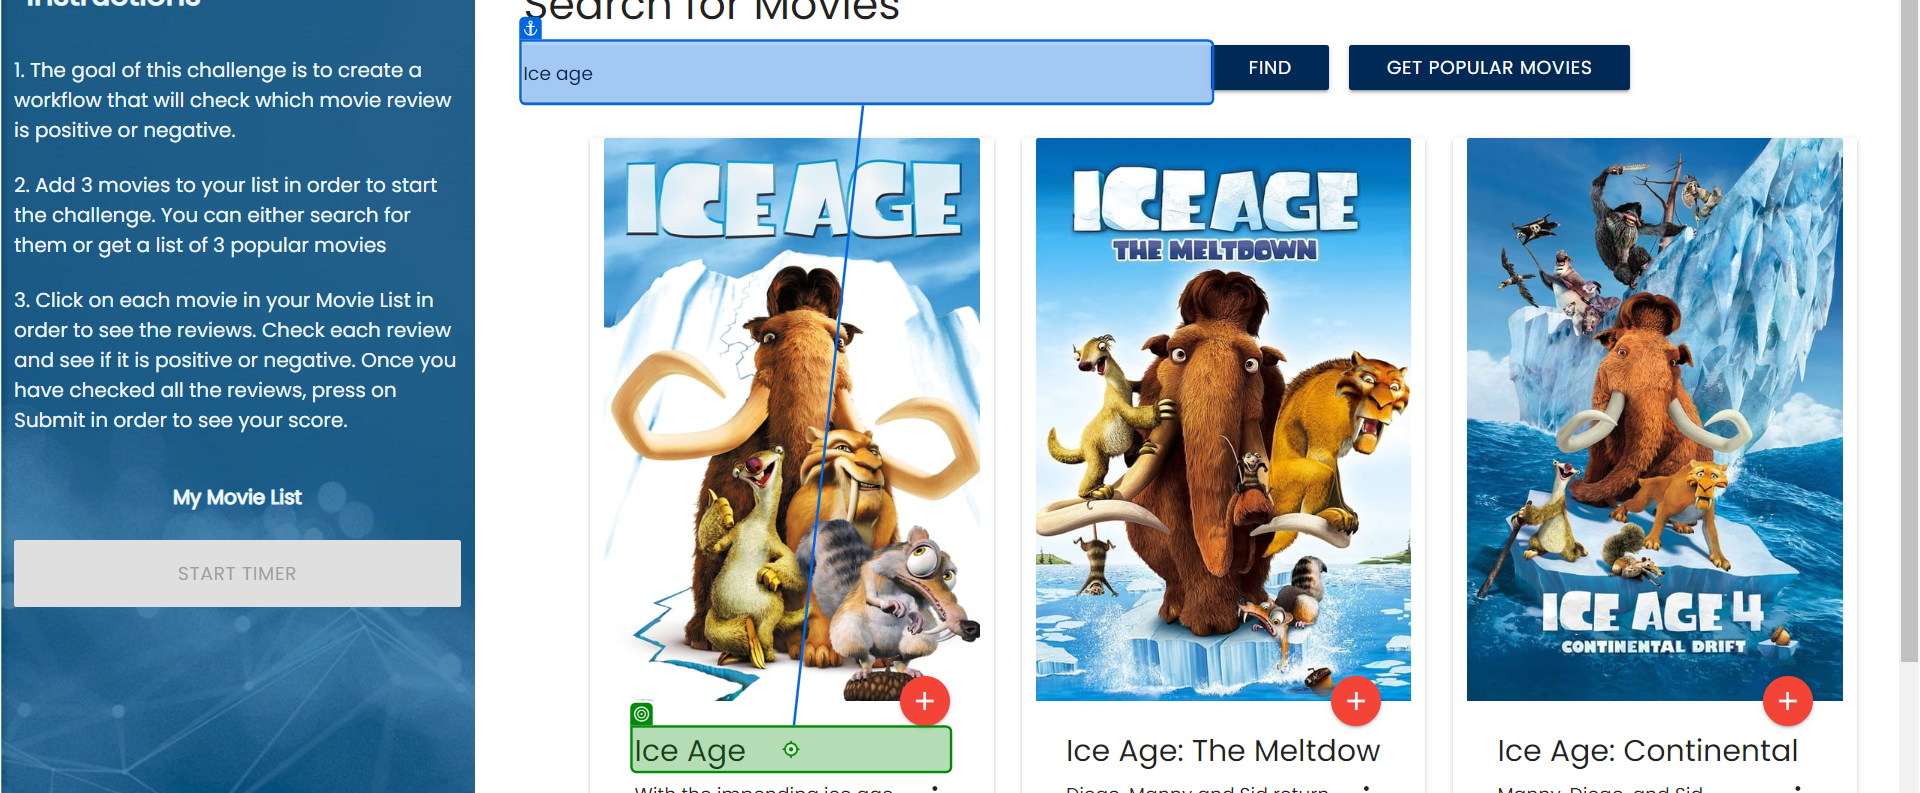 Instructions
1. The goal of this challenge is to create a
workflow that will check which movie review
is positive or negative.
2. Add 3 movies to your list in order to start
the challenge. You can either search for
them or get a list of 3 popular movies
3. Click on each movie in your Movie List in
order to see the reviews. Check each review
and see if it is positive or negative. Once you
have checked all the reviews, press on
Submit in order to see your score.
My Movie List
START TIMER
Search for Movies
Ice age
FIND
GET POPULAR MOVIES
ICE AGE
ICE AGE
THE MELTDOWN
ICE AGE 4
CONTINENTAL DRIFT
Ice Age
Ice Age: The Meltdow
Ice Age: Continental
With the impending ice age
Diego, Manny and Sid return
Manny, Diego, and Sid